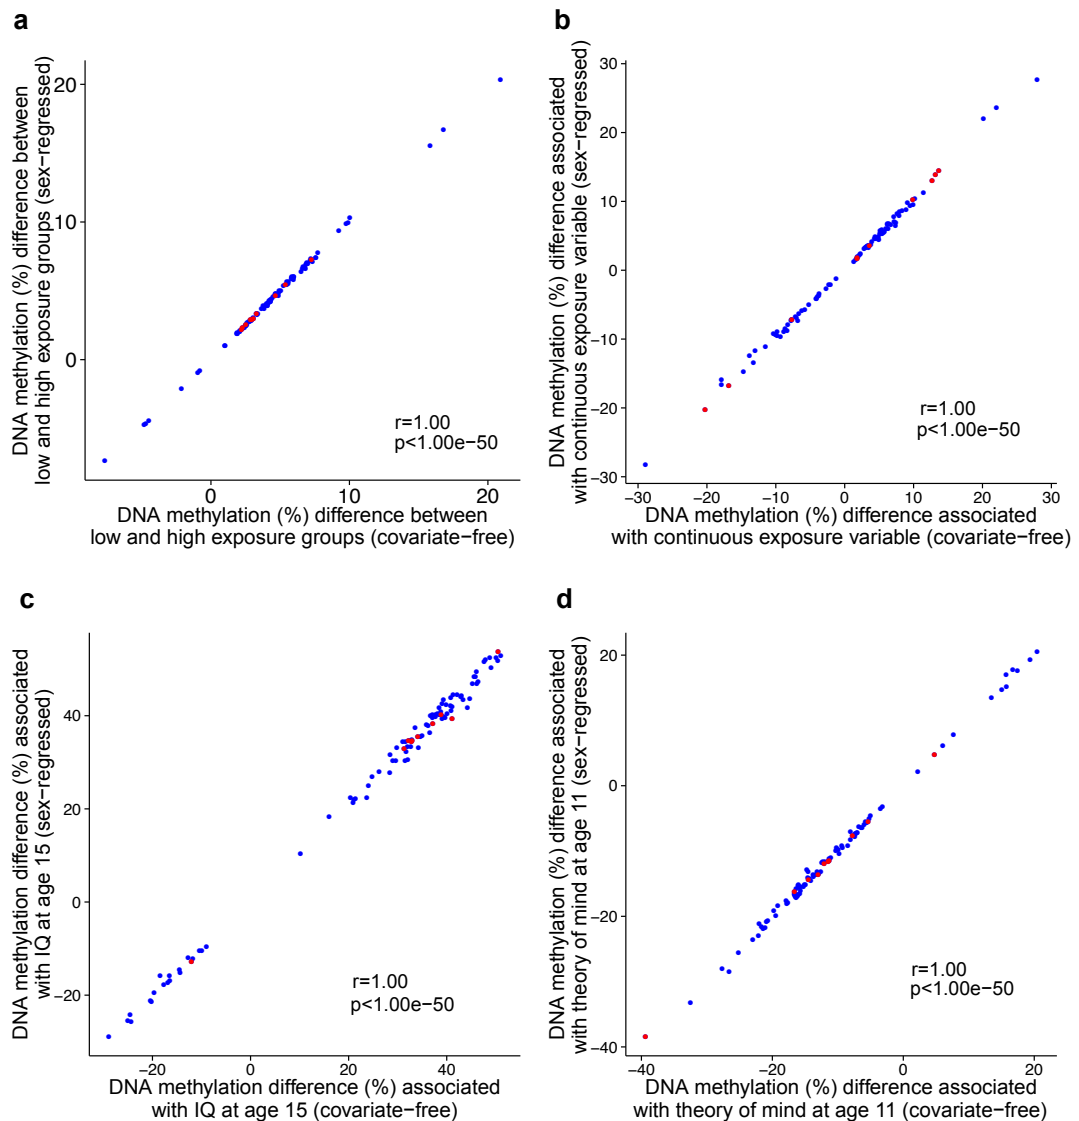 a
DNA methylation (%) difference between
low and high exposure groups (sex−regressed)
20
10
0
r=1.00
p<1.00e−50
0
10
20
DNA methylation (%) difference between
low and high exposure groups (covariate−free)
b
DNA methylation (%) difference associated
with continuous exposure variable (sex−regressed)
30
20
10
0
−10
−20
−30
r=1.00
p<1.00e−50
−30
−20
−10
0
10
20
30
DNA methylation (%) difference associated
with continuous exposure variable (covariate−free)
c
DNA methylation difference (%) associated
with IQ at age 15 (sex−regressed)
40
20
0
−20
r=1.00
p<1.00e−50
−20
0
20
40
DNA methylation difference (%) associated
with IQ at age 15 (covariate−free)
d
DNA methylation (%) difference associated
with theory of mind at age 11 (sex−regressed)
20
0
−20
−40
r=1.00
p<1.00e−50
−40
−20
0
20
DNA methylation (%) difference associated
with theory of mind at age 11 (covariate−free)